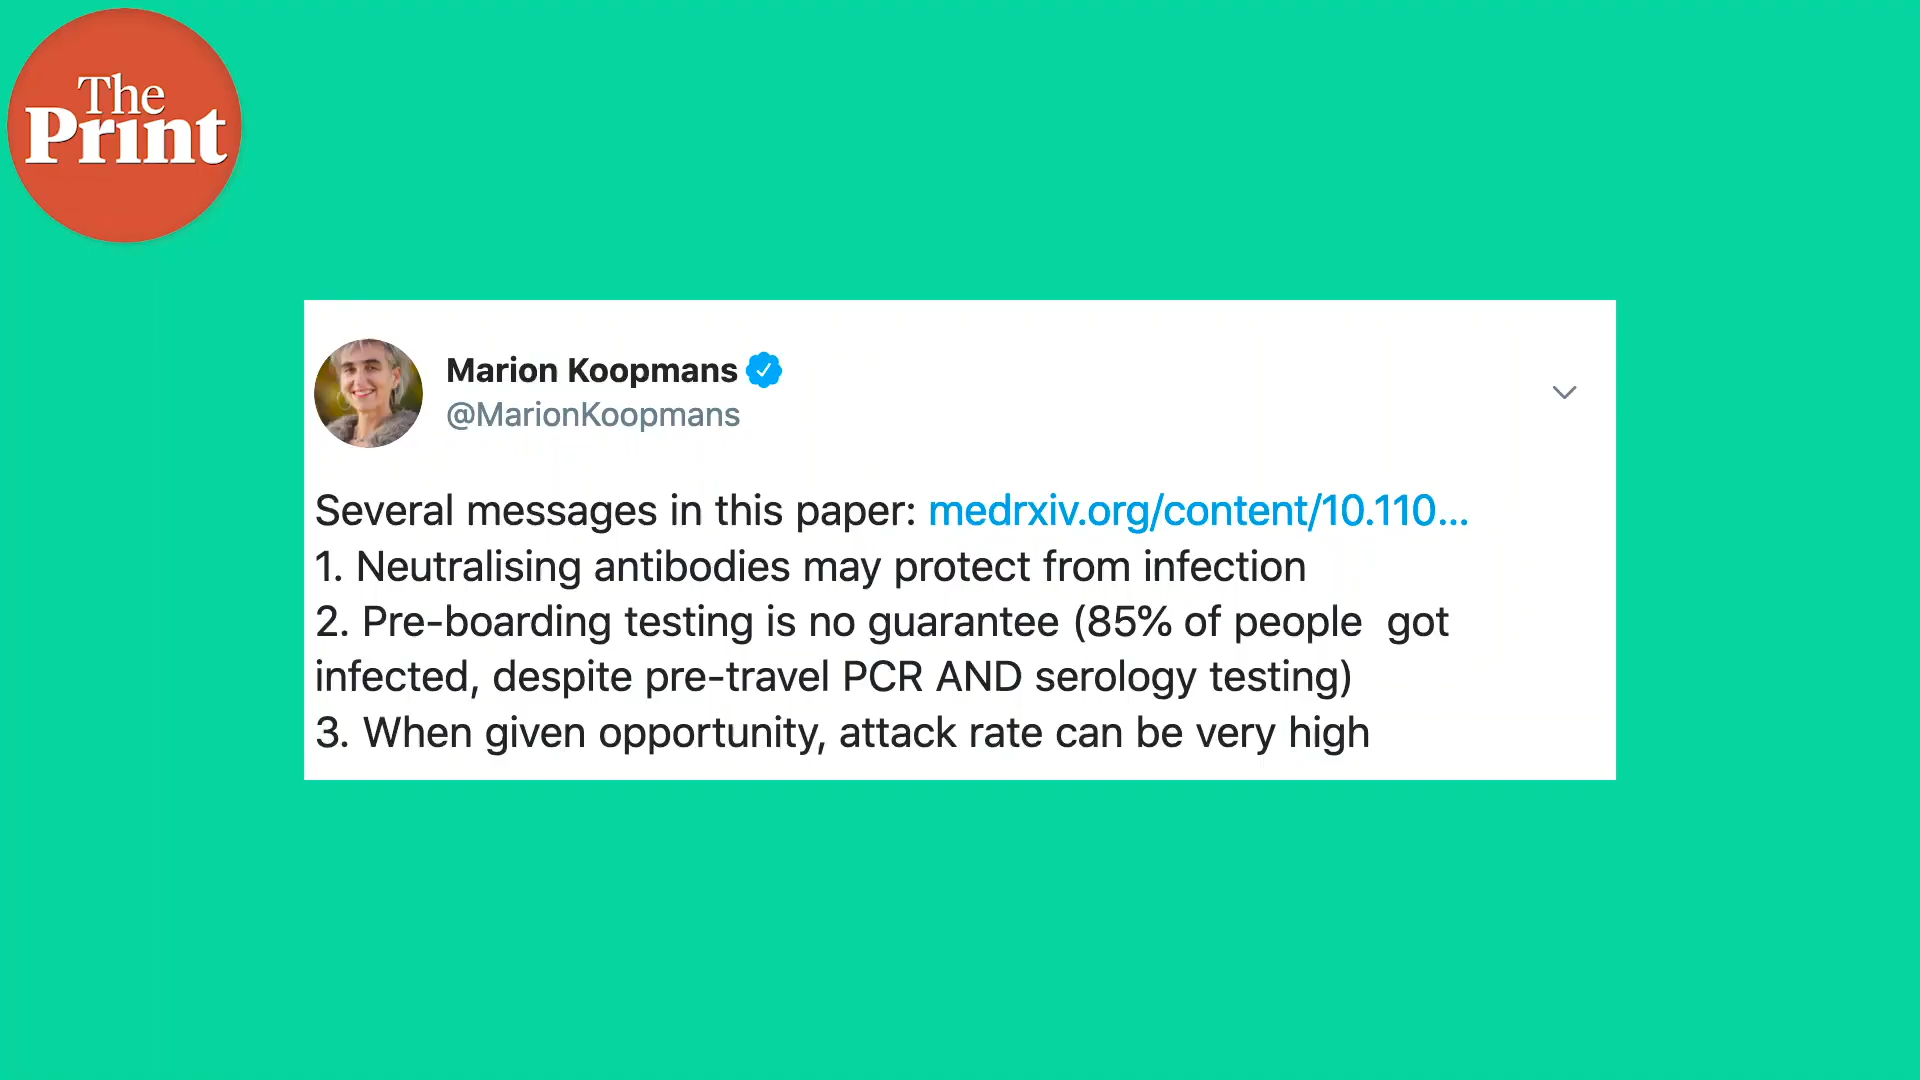 The
Print
Marion Koopmans
@MarionKoopmans
Several messages in this paper: medrxiv.org/content/10.110...
1. Neutralising antibodies may protect from infection
2. Pre-boarding testing is no guarantee (85% of people  got
infected, despite pre-travel PCR AND serology testing)
3. When given opportunity, attack rate can be very high